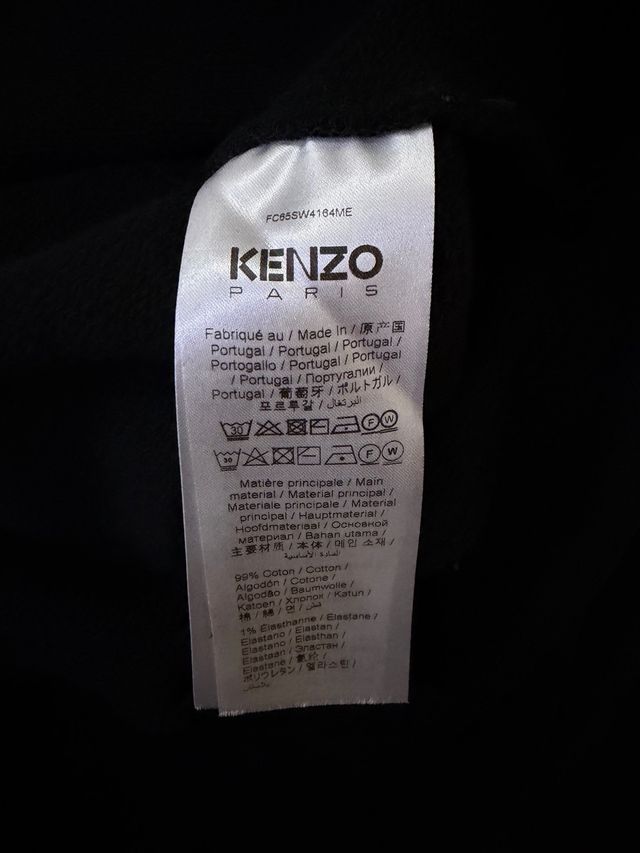 FC65SW4164ME
KENZO
PARIS
Fabriqué au / Made in / 原产国
Portugal / Portugal / Portugal /
Portogallo / Portugal / Portugal
/ Portugal / Португалии /
Portugal / 葡萄牙 / ポルトガル /
포르투갈 / البرتغال
30 F W
30 F W
Matière principale / Main
material / Material principal /
Materiale principale / Material
principal / Hauptmaterial /
Hoofdmateriaal / Основной
материал / Bahan utama /
主要材质 / 本体 / 메인 소재 /
المادة الأساسية
99% Coton / Cotton /
Algodón / Cotone /
Algodão / Baumwolle /
Katoen / Хлопок / Katun /
棉 / 綿 / 면 / قطن
1% Élasthanne / Elastane /
Elastano / Elastan /
Elastano / Elasthan /
Elastaan / Эластан /
Elastane / 氨纶 /
ポリウレタン / 엘라스틴 /